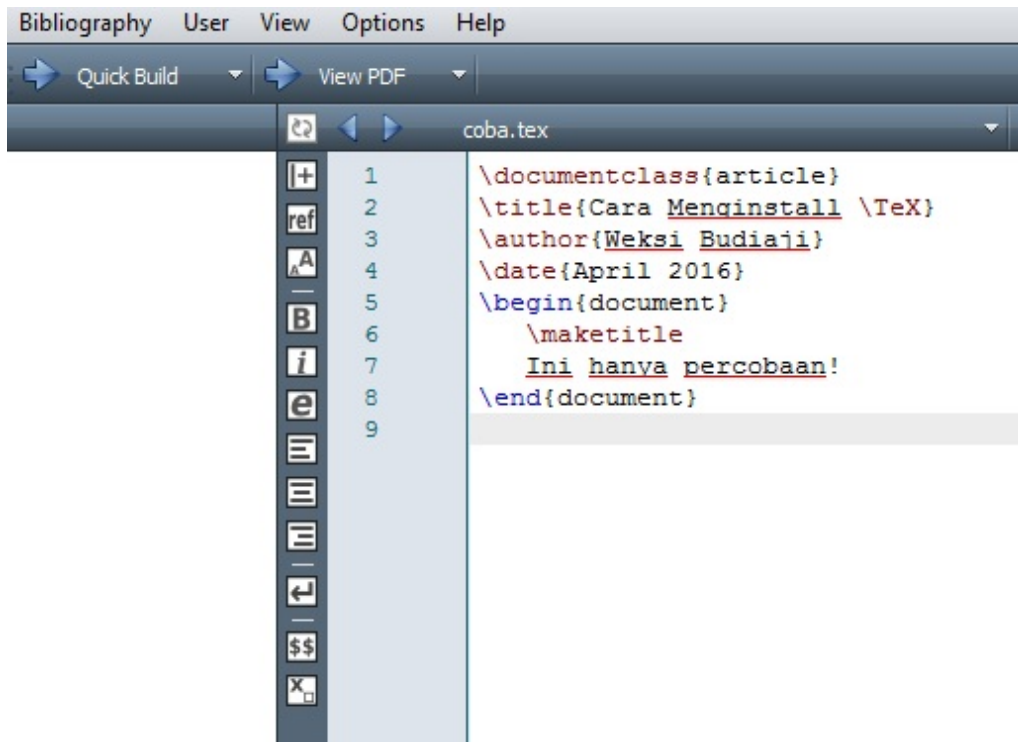 Bibliography User View Options Help
Quick Build View PDF
coba.tex
1 \documentclass{article}
2 \title{Cara Menginstall \TeX}
3 \author{Weksi Budiaji}
4 \date{April 2016}
5 \begin{document}
6 \maketitle
7 Ini hanya percobaan!
8 \end{document}
9
ref
AA
B
i
e
$$
X